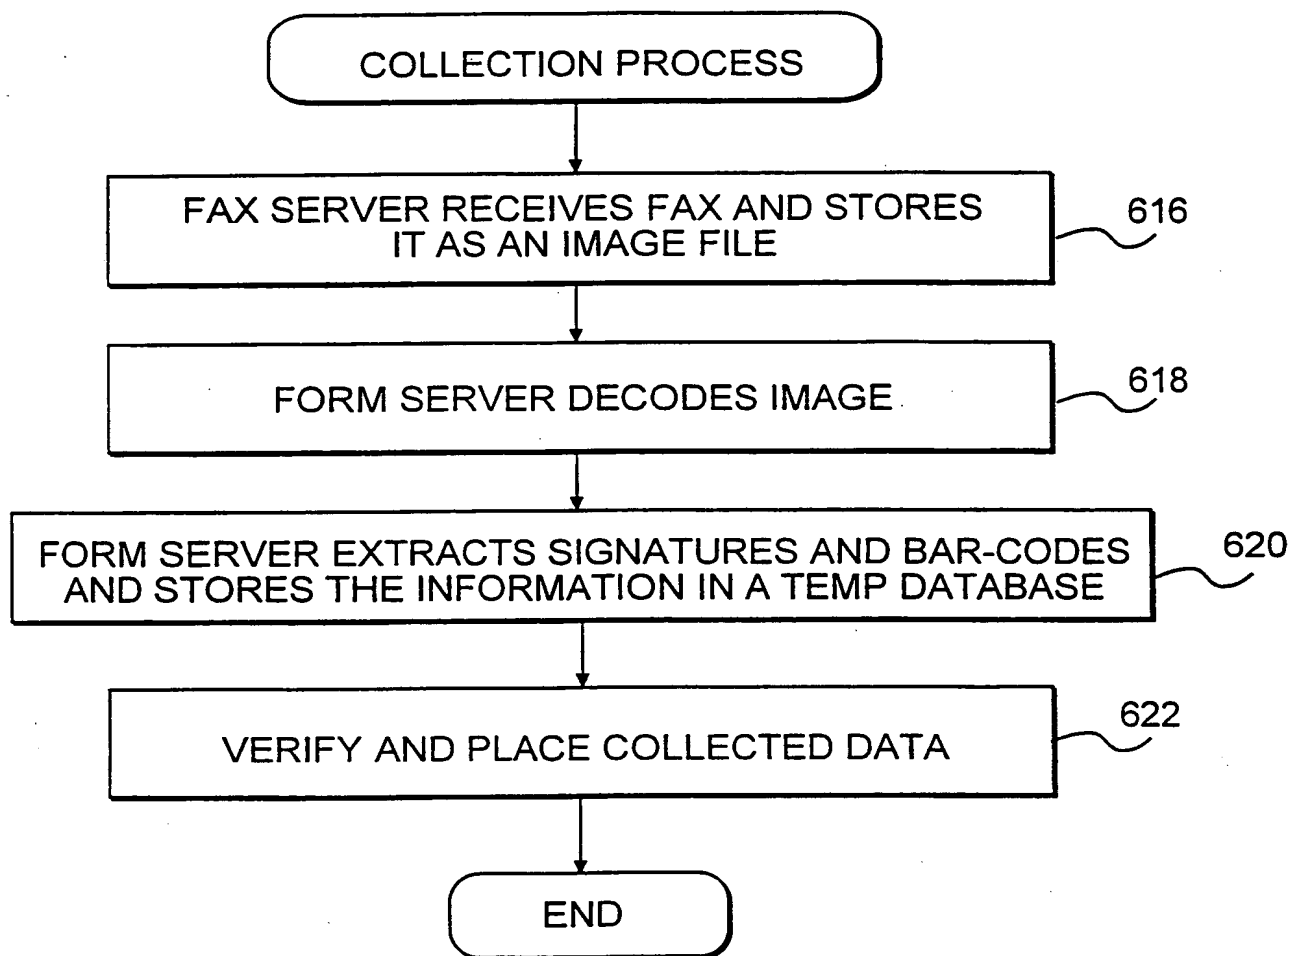 COLLECTION PROCESS
FAX SERVER RECEIVES FAX AND STORES
IT AS AN IMAGE FILE
616
FORM SERVER DECODES IMAGE
618
FORM SERVER EXTRACTS SIGNATURES AND BAR-CODES
AND STORES THE INFORMATION IN A TEMP DATABASE
620
VERIFY AND PLACE COLLECTED DATA
622
END